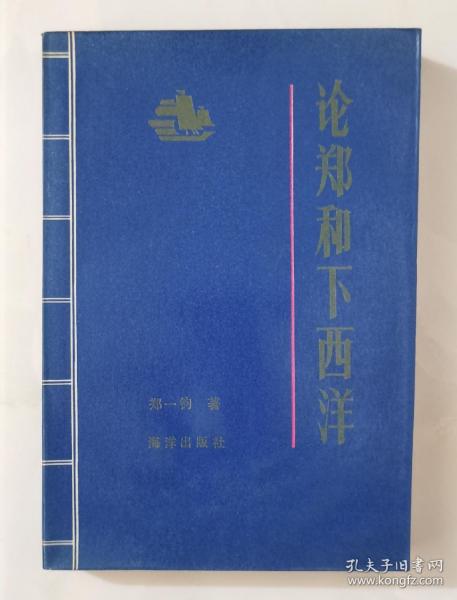 论郑和下西洋
郑一钧 著
海洋出版社
孔夫子旧书网
www.kongfz.com